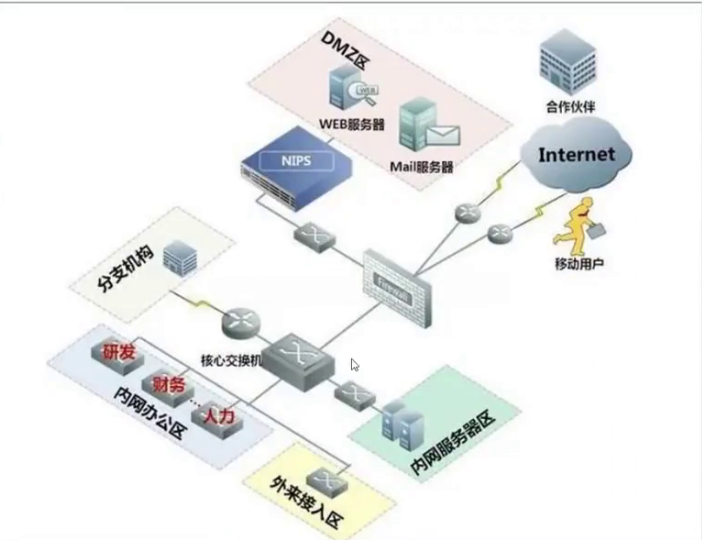 DMZ区
WEB
WEB服务器
Mail服务器
NIPS
合作伙伴
Internet
移动用户
Firewall
分支机构
核心交换机
研发
财务
...
人力
内网办公区
内网服务器区
外来接入区